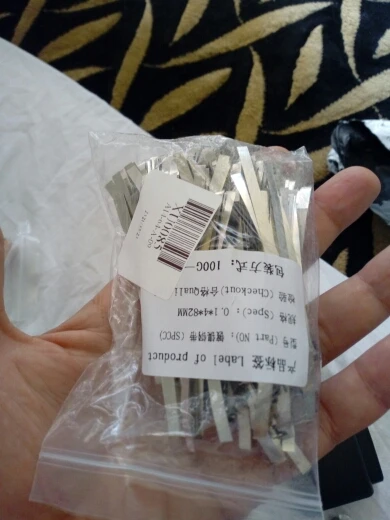 产品标签 Label of product
型号 (Part NO): 镀镍钢带 (SPCC)
规格 (Spec): 0.1*4*82MM
检验 (Checkout) 合格Quali
包装方式: 100G—
XU0985